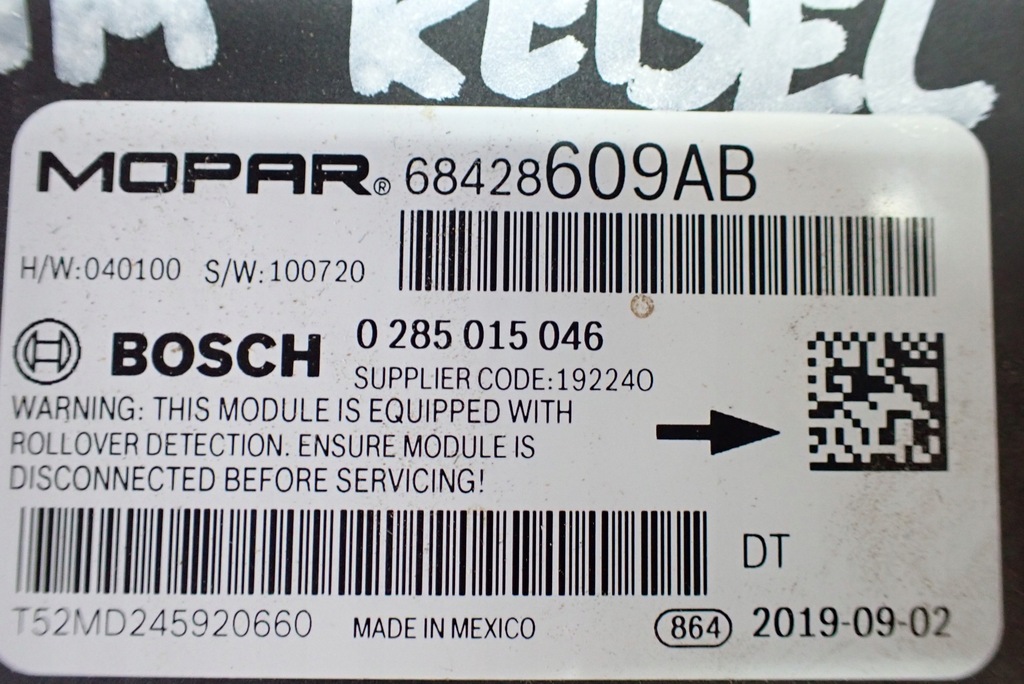 REBEL
MOPAR® 68428609AB
H/W:040100 S/W:100720
BOSCH 0 285 015 046
SUPPLIER CODE:192240
WARNING: THIS MODULE IS EQUIPPED WITH
ROLLOVER DETECTION. ENSURE MODULE IS
DISCONNECTED BEFORE SERVICING!
DT
T52MD245920660 MADE IN MEXICO 864 2019-09-02